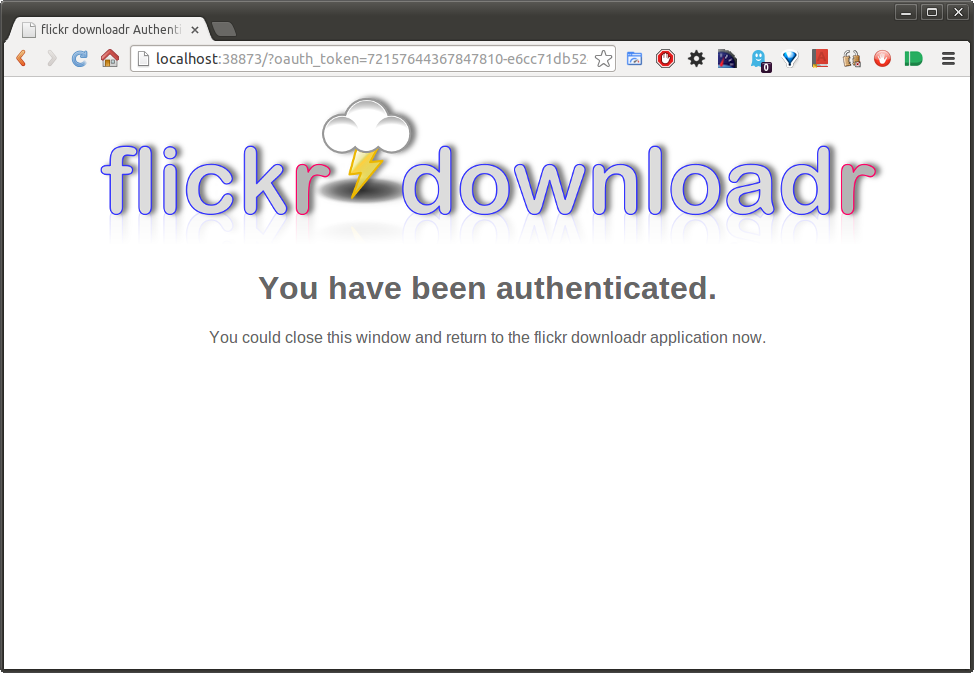 flickr downloadr Authenti
localhost:38873/?oauth_token=72157644367847810-e6cc71db52
0
flickr downloadr
You have been authenticated.
You could close this window and return to the flickr downloadr application now.